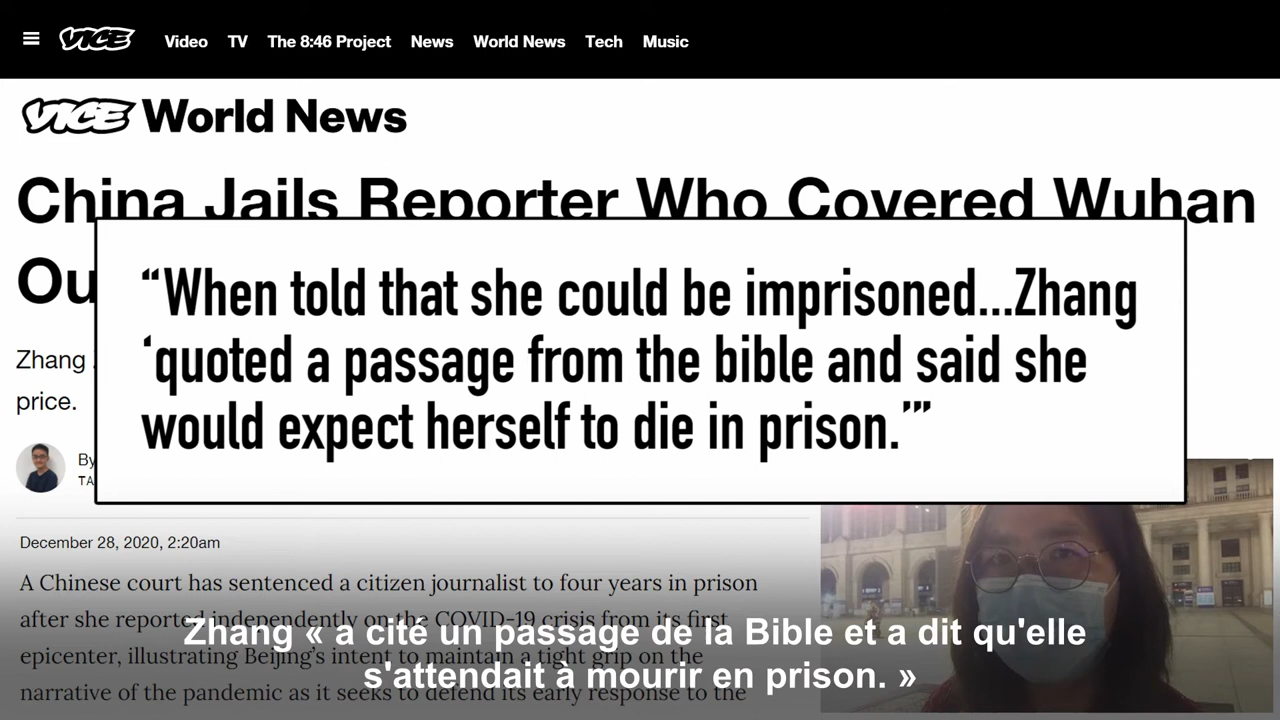 VICE Video TV The 8:46 Project News World News Tech Music
VICE World News
China Jails Reporter Who Covered Wuhan
Ou
“When told that she could be imprisoned...Zhang
‘quoted a passage from the bible and said she
would expect herself to die in prison.’”
Zhang
price.
By
TA
December 28, 2020, 2:20am
A Chinese court has sentenced a citizen journalist to four years in prison
after she reported independently on the COVID-19 crisis from its first
epicenter, illustrating Beijing’s intent to maintain a tight grip on the
narrative of the pandemic as it seeks to defend its early response to the
Zhang « a cité un passage de la Bible et a dit qu'elle
s'attendait à mourir en prison. »